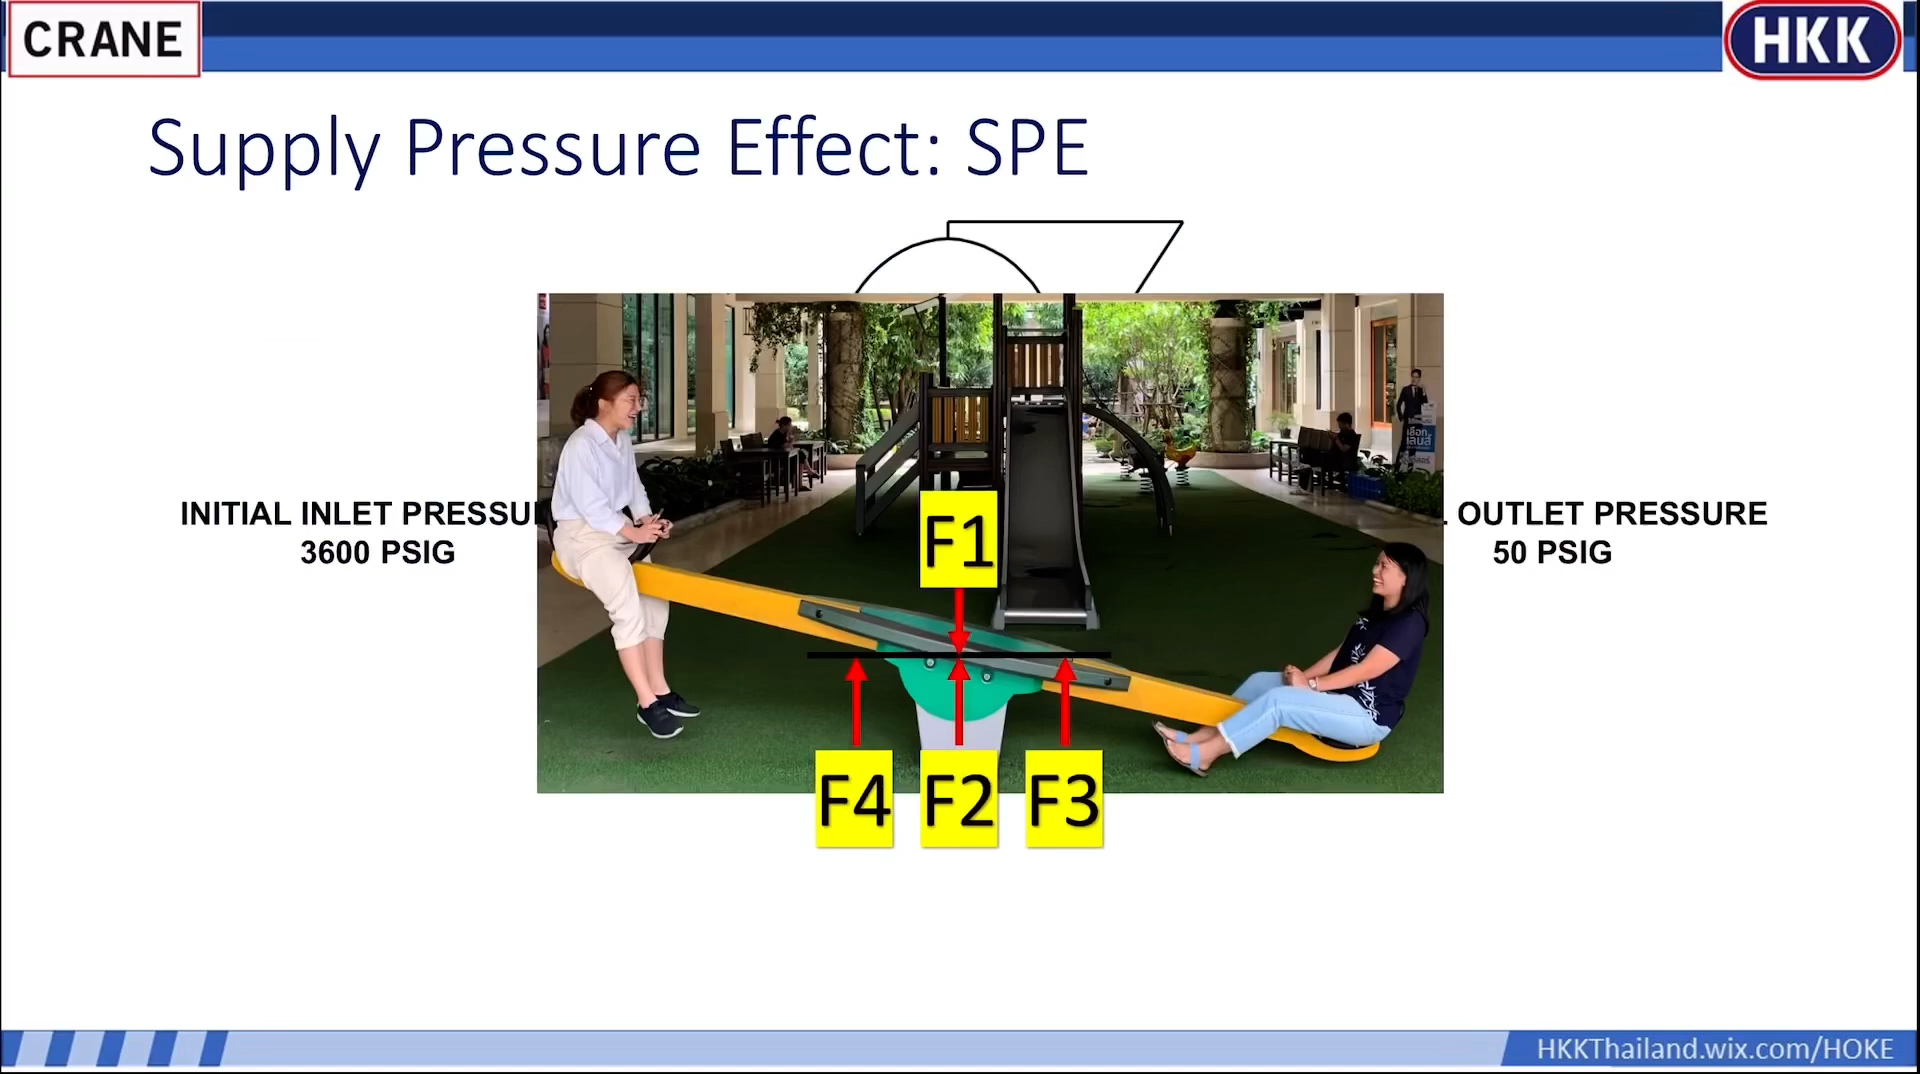 CRANE
HKK
Supply Pressure Effect: SPE
INITIAL INLET PRESSU
3600 PSIG
OUTLET PRESSURE
50 PSIG
F1
F4 F2 F3
HKKThailand.wix.com/HOKE